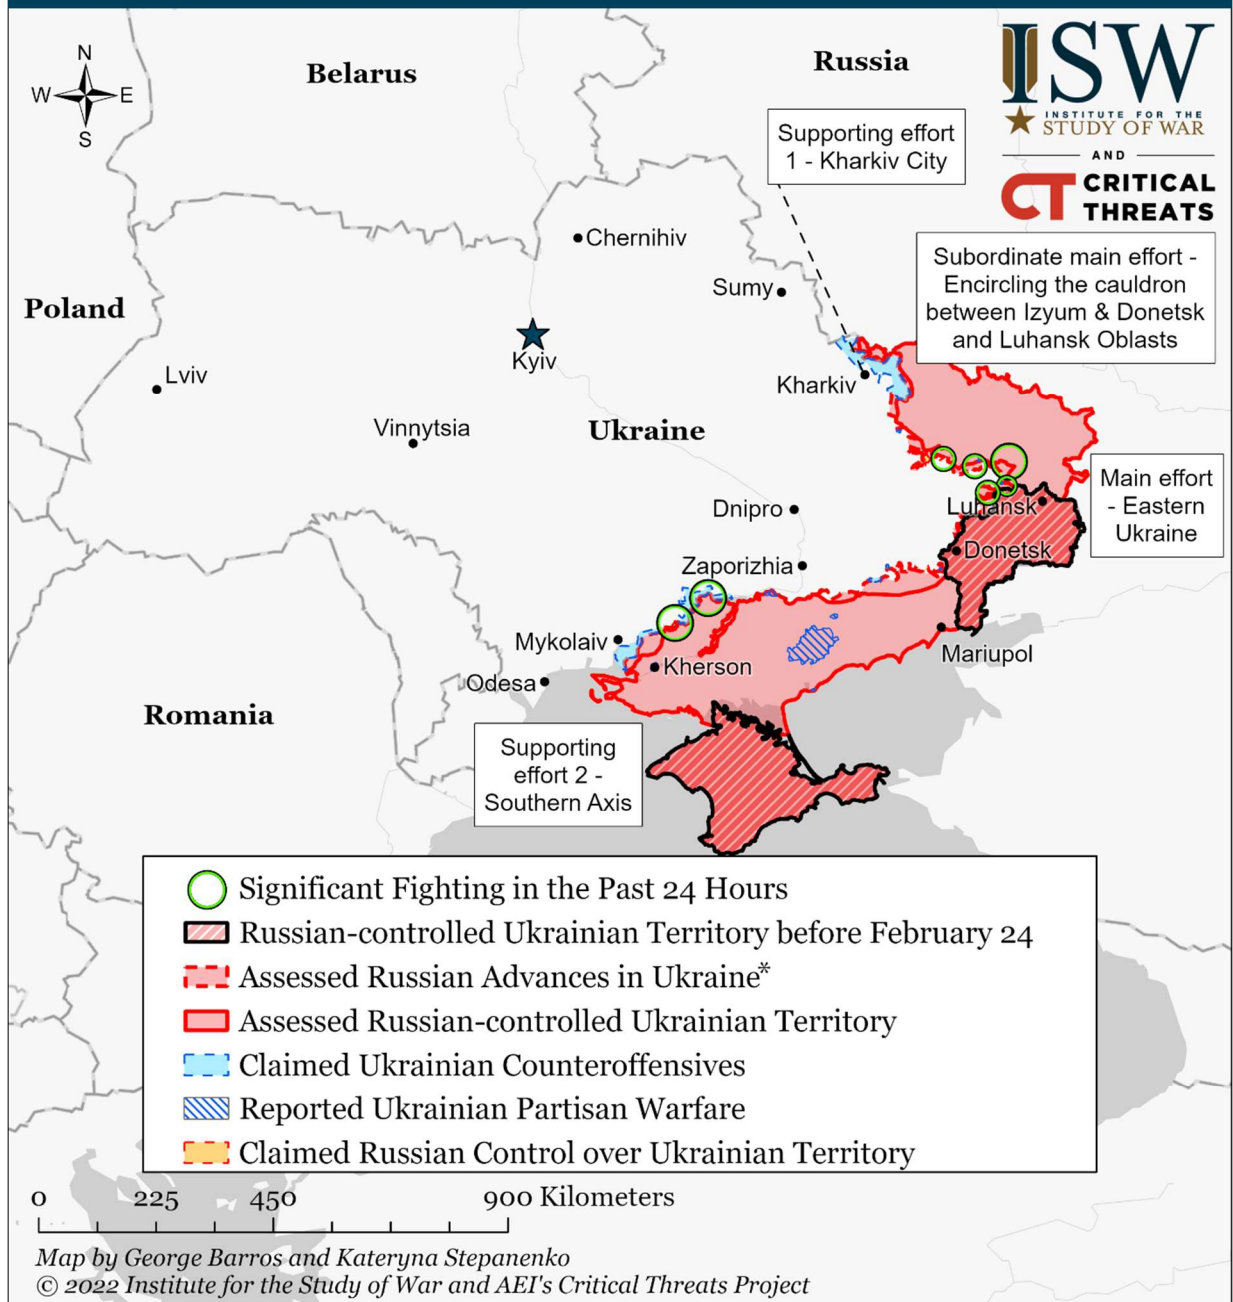 N
W
E
S
Belarus
Russia
ISW
INSTITUTE FOR THE
STUDY OF WAR
AND
CT CRITICAL
THREATS
Supporting effort
1 - Kharkiv City
Chernihiv
Subordinate main effort -
Encircling the cauldron
between Izyum & Donetsk
and Luhansk Oblasts
Sumy
Poland
Kyiv
Lviv
Kharkiv
Vinnytsia
Ukraine
Main effort
- Eastern
Ukraine
Dnipro
Luhansk
Donetsk
Zaporizhia
Mykolaiv
Mariupol
Kherson
Odesa
Romania
Supporting
effort 2 -
Southern Axis
Significant Fighting in the Past 24 Hours
Russian-controlled Ukrainian Territory before February 24
Assessed Russian Advances in Ukraine*
Assessed Russian-controlled Ukrainian Territory
Claimed Ukrainian Counteroffensives
Reported Ukrainian Partisan Warfare
Claimed Russian Control over Ukrainian Territory
0 225 450 900 Kilometers
Map by George Barros and Kateryna Stepanenko
© 2022 Institute for the Study of War and AEI's Critical Threats Project